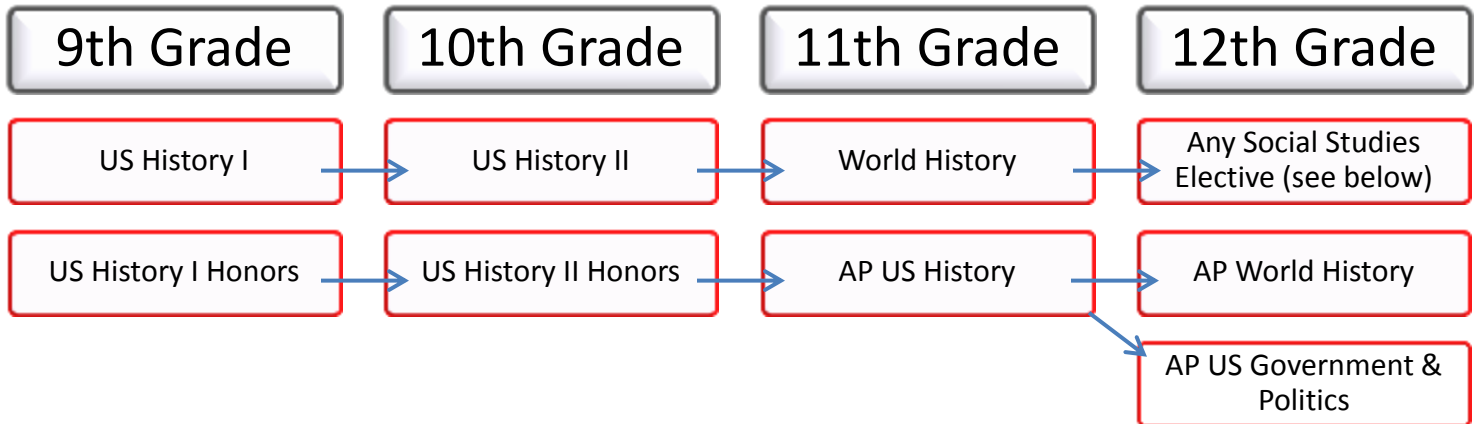 9th Grade
10th Grade
11th Grade
12th Grade
US History I
US History II
World History
Any Social Studies
Elective (see below)
US History I Honors
US History II Honors
AP US History
AP World History
AP US Government &
Politics